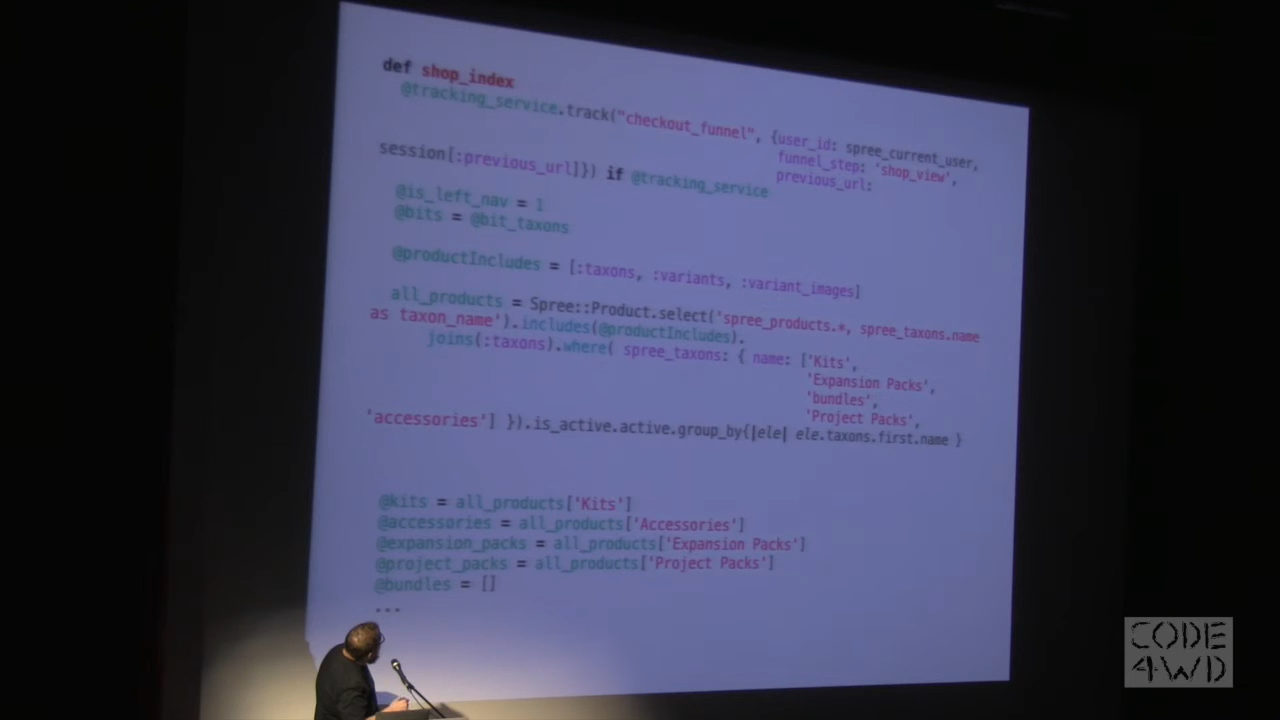 def shop_index
@tracking_service.track("checkout_funnel", {user_id: spree_current_user,
funnel_step: 'shop_view',
previous_url:
session[:previous_url]}) if @tracking_service
@is_left_nav = 1
@bits = @bit_taxons
@productIncludes = [:taxons, :variants, :variant_images]
all_products = Spree::Product.select('spree_products.*, spree_taxons.name
as taxon_name').includes(@productIncludes).
joins(:taxons).where( spree_taxons: { name: ['Kits',
'Expansion Packs',
'bundles',
'Project Packs',
'accessories'] }).is_active.active.group_by{|ele| ele.taxons.first.name }
@kits = all_products['Kits']
@accessories = all_products['Accessories']
@expansion_packs = all_products['Expansion Packs']
@project_packs = all_products['Project Packs']
@bundles = []
...
CODE
4WD